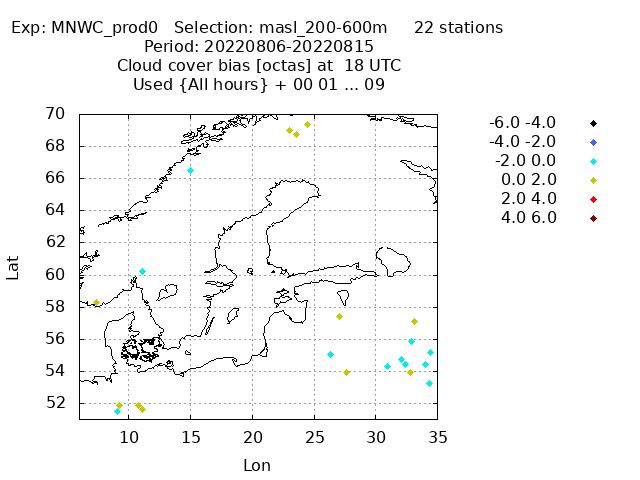 Exp: MNWC_prod0   Selection: masl_200-600m     22 stations
Period: 20220806-20220815
Cloud cover bias [octas] at  18 UTC
Used {All hours} + 00 01 ... 09
70
68
66
64
62
60
58
56
54
52
Lat
10 15 20 25 30 35
Lon
-6.0 -4.0
-4.0 -2.0
-2.0 0.0
0.0 2.0
2.0 4.0
4.0 6.0